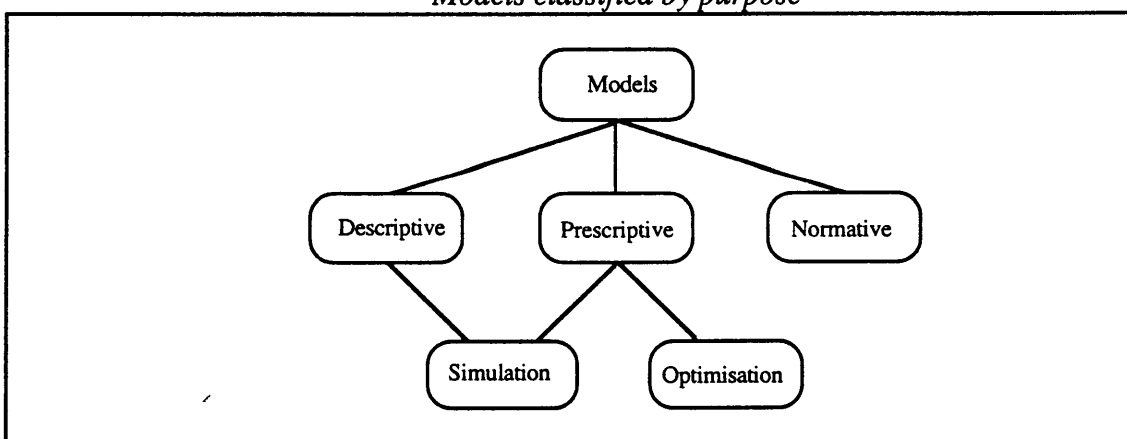 Models classified by purpose
Models
Descriptive
Prescriptive
Normative
Simulation
Optimisation